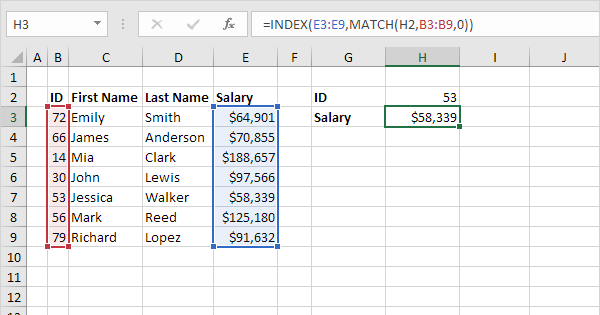 H3 fx =INDEX(E3:E9,MATCH(H2,B3:B9,0))
A B C D E F G H I J
1
2 ID First Name Last Name Salary ID 53
3 72 Emily Smith $64,901 Salary $58,339
4 66 James Anderson $70,855
5 14 Mia Clark $188,657
6 30 John Lewis $97,566
7 53 Jessica Walker $58,339
8 56 Mark Reed $125,180
9 79 Richard Lopez $91,632
10
11
12
13